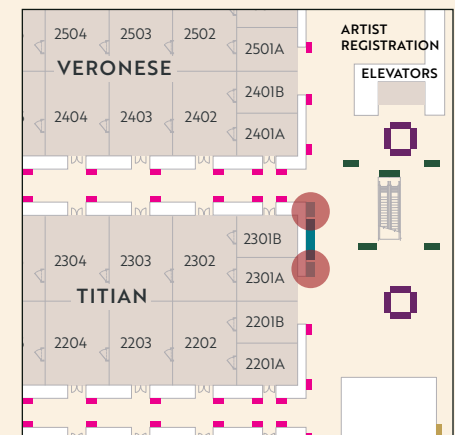 2504 2503 2502
2501A
ARTIST
REGISTRATION
VERONESE
ELEVATORS
2401B
2404 2403 2402
2401A
2301B
2304 2303 2302
2301A
TITIAN
2201B
2204 2203 2202
2201A